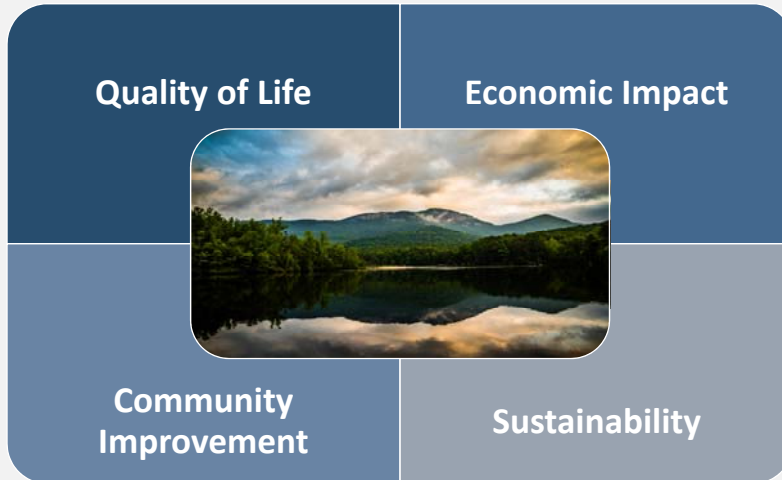 Quality of Life
Economic Impact
Community
Improvement
Sustainability